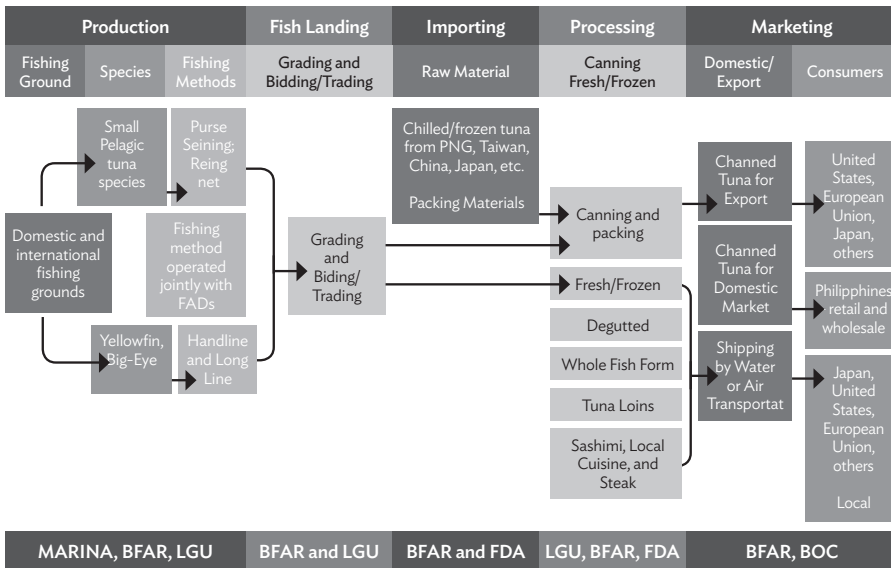 Production
Fish Landing
Importing
Processing
Marketing
Fishing
Ground
Species
Fishing
Methods
Grading and
Bidding/Trading
Raw Material
Canning
Fresh/Frozen
Domestic/
Export
Consumers
Small
Pelagic
tuna
species
Purse
Seining;
Reing
net
Domestic and
international
fishing
grounds
Fishing
method
operated
jointly with
FADs
Yellowfin,
Big-Eye
Handline
and Long
Line
Grading
and
Biding/
Trading
Chilled/frozen tuna
from PNG, Taiwan,
China, Japan, etc.
Packing Materials
Canning and
packing
Fresh/Frozen
Degutted
Whole Fish Form
Tuna Loins
Sashimi, Local
Cuisine, and
Steak
Channed
Tuna for
Export
Channed
Tuna for
Domestic
Market
Shipping
by Water
or Air
Transportat
United
States,
European
Union,
Japan,
others
Philipphines
retail and
wholesale
Japan,
United
States,
European
Union,
others
Local
MARINA, BFAR, LGU
BFAR and LGU
BFAR and FDA
LGU, BFAR, FDA
BFAR, BOC